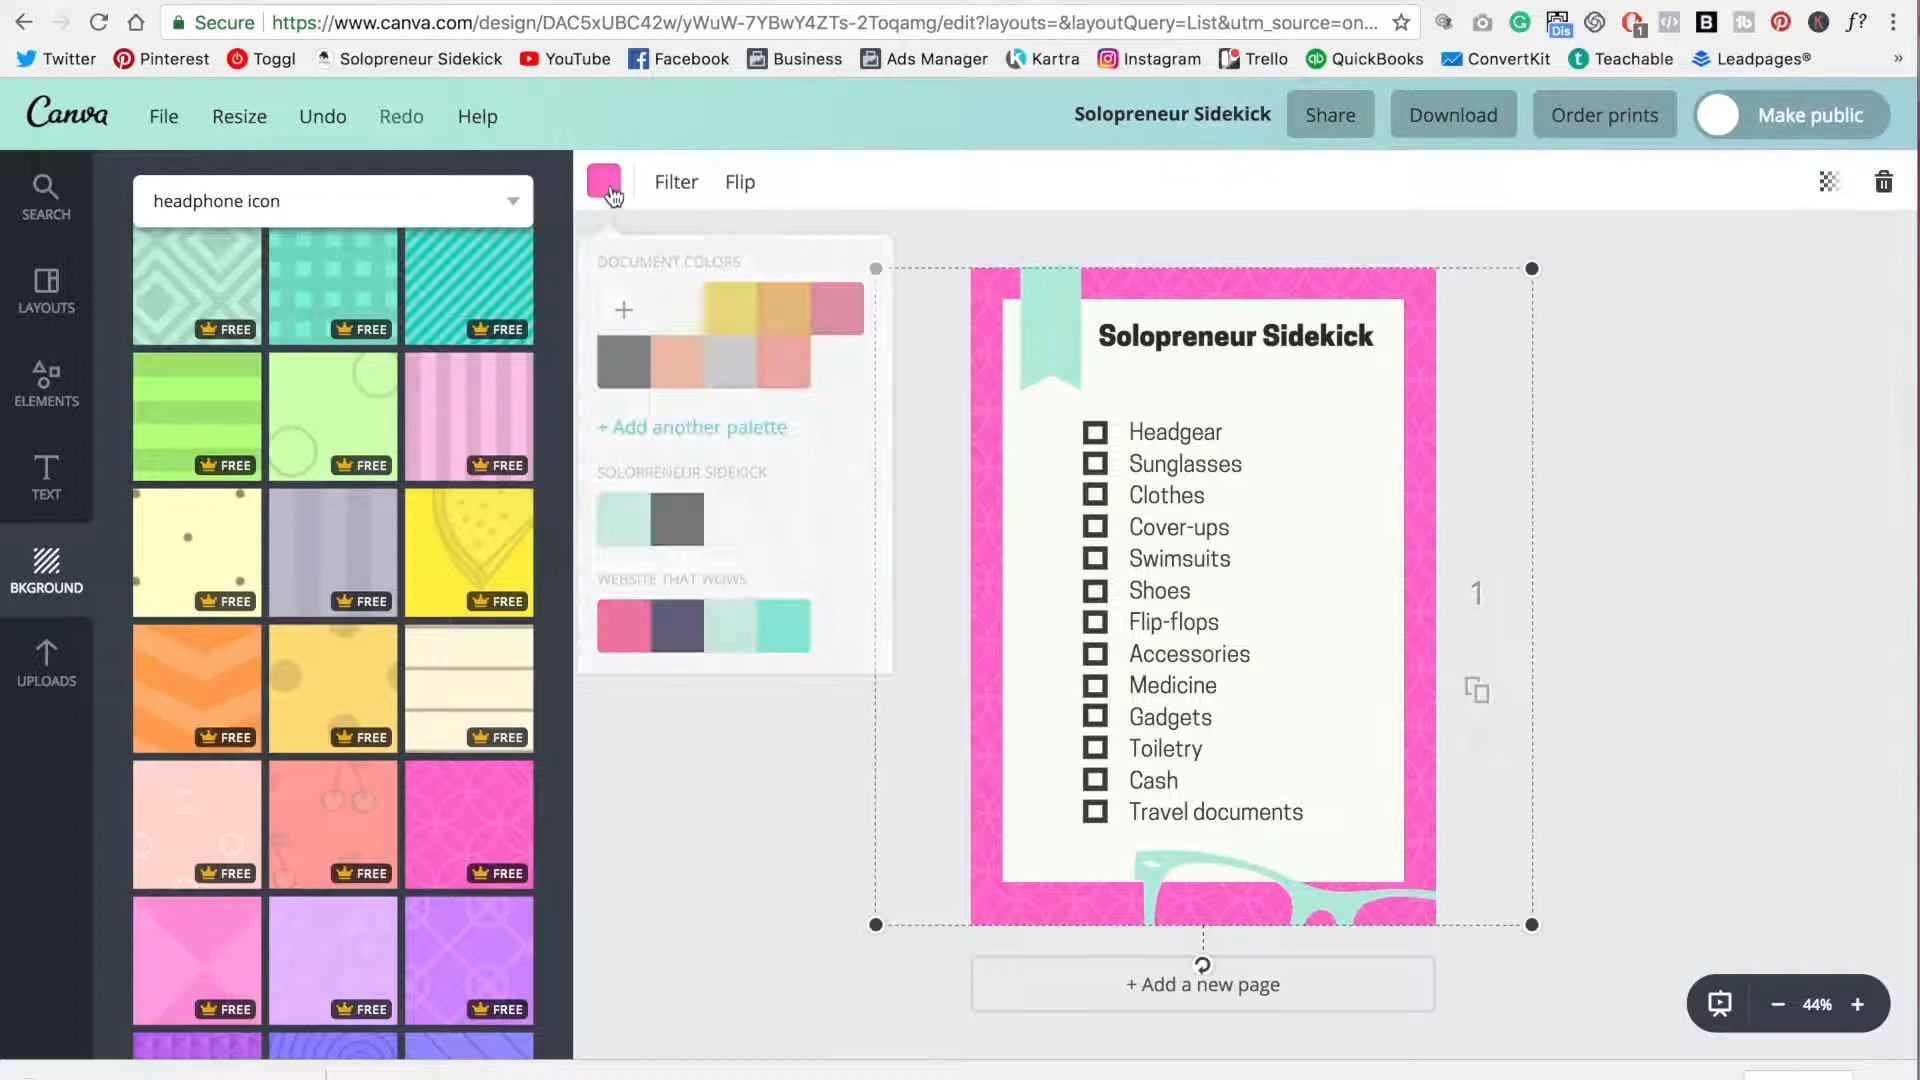 Secure
https://www.canva.com/design/DAC5xUBC42w/yWuW-7YBwY4ZTs-2Toqamg/edit?layouts=&layoutQuery=List&utm_source=on...
Dis
1
B
f?
Twitter
Pinterest
Toggl
Solopreneur Sidekick
YouTube
Facebook
Business
Ads Manager
Kartra
Instagram
Trello
QuickBooks
ConvertKit
Teachable
Leadpages®
»
Canva
File
Resize
Undo
Redo
Help
Solopreneur Sidekick
Share
Download
Order prints
Make public
SEARCH
LAYOUTS
ELEMENTS
TEXT
BKGROUND
UPLOADS
headphone icon
FREE FREE FREE
FREE FREE FREE
FREE FREE FREE
FREE FREE FREE
FREE FREE FREE
FREE FREE FREE
Filter
Flip
DOCUMENT COLORS
+ Add another palette
SOLOPRENEUR SIDEKICK
WEBSITE THAT WOWS
Solopreneur Sidekick
Headgear
Sunglasses
Clothes
Cover-ups
Swimsuits
Shoes
Flip-flops
Accessories
Medicine
Gadgets
Toiletry
Cash
Travel documents
1
+ Add a new page
44%